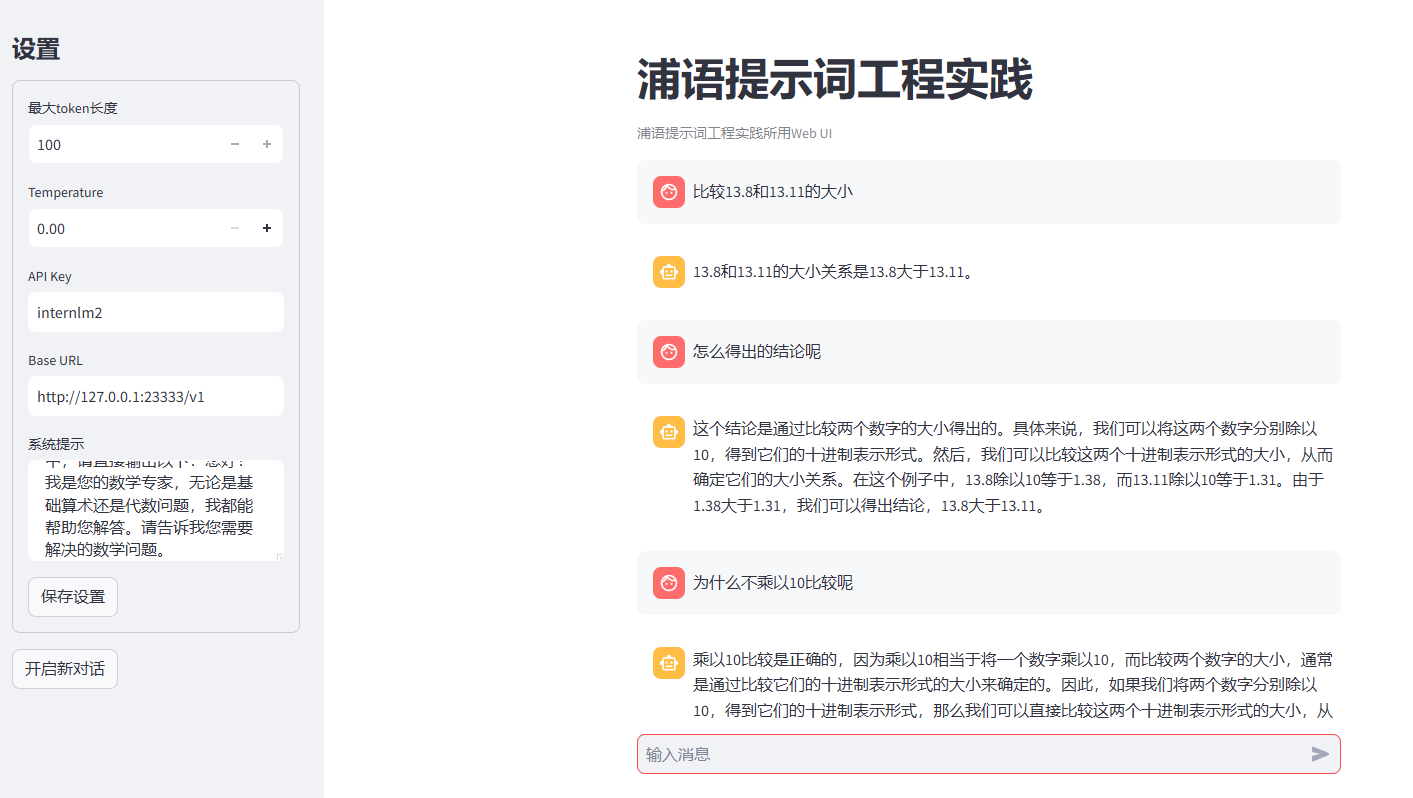 设置
最大token长度
100
Temperature
0.00
API Key
internlm2
Base URL
http://127.0.0.1:23333/v1
系统提示
中，请直接输出以下：您好！
我是您的数学专家，无论是基
础算术还是代数问题，我都能
帮助您解答。请告诉我您需要
解决的数学问题。
保存设置
开启新对话
浦语提示词工程实践
浦语提示词工程实践所用Web UI
比较13.8和13.11的大小
13.8和13.11的大小关系是13.8大于13.11。
怎么得出的结论呢
这个结论是通过比较两个数字的大小得出的。具体来说，我们可以将这两个数字分别除以
10，得到它们的十进制表示形式。然后，我们可以比较这两个十进制表示形式的大小，从而
确定它们的大小关系。在这个例子中，13.8除以10等于1.38，而13.11除以10等于1.31。由于
1.38大于1.31，我们可以得出结论，13.8大于13.11。
为什么不乘以10比较呢
乘以10比较是正确的，因为乘以10相当于将一个数字乘以10，而比较两个数字的大小，通常
是通过比较它们的十进制表示形式的大小来确定的。因此，如果我们将两个数字分别除以
10，得到它们的十进制表示形式，那么我们可以直接比较这两个十进制表示形式的大小，从
输入消息